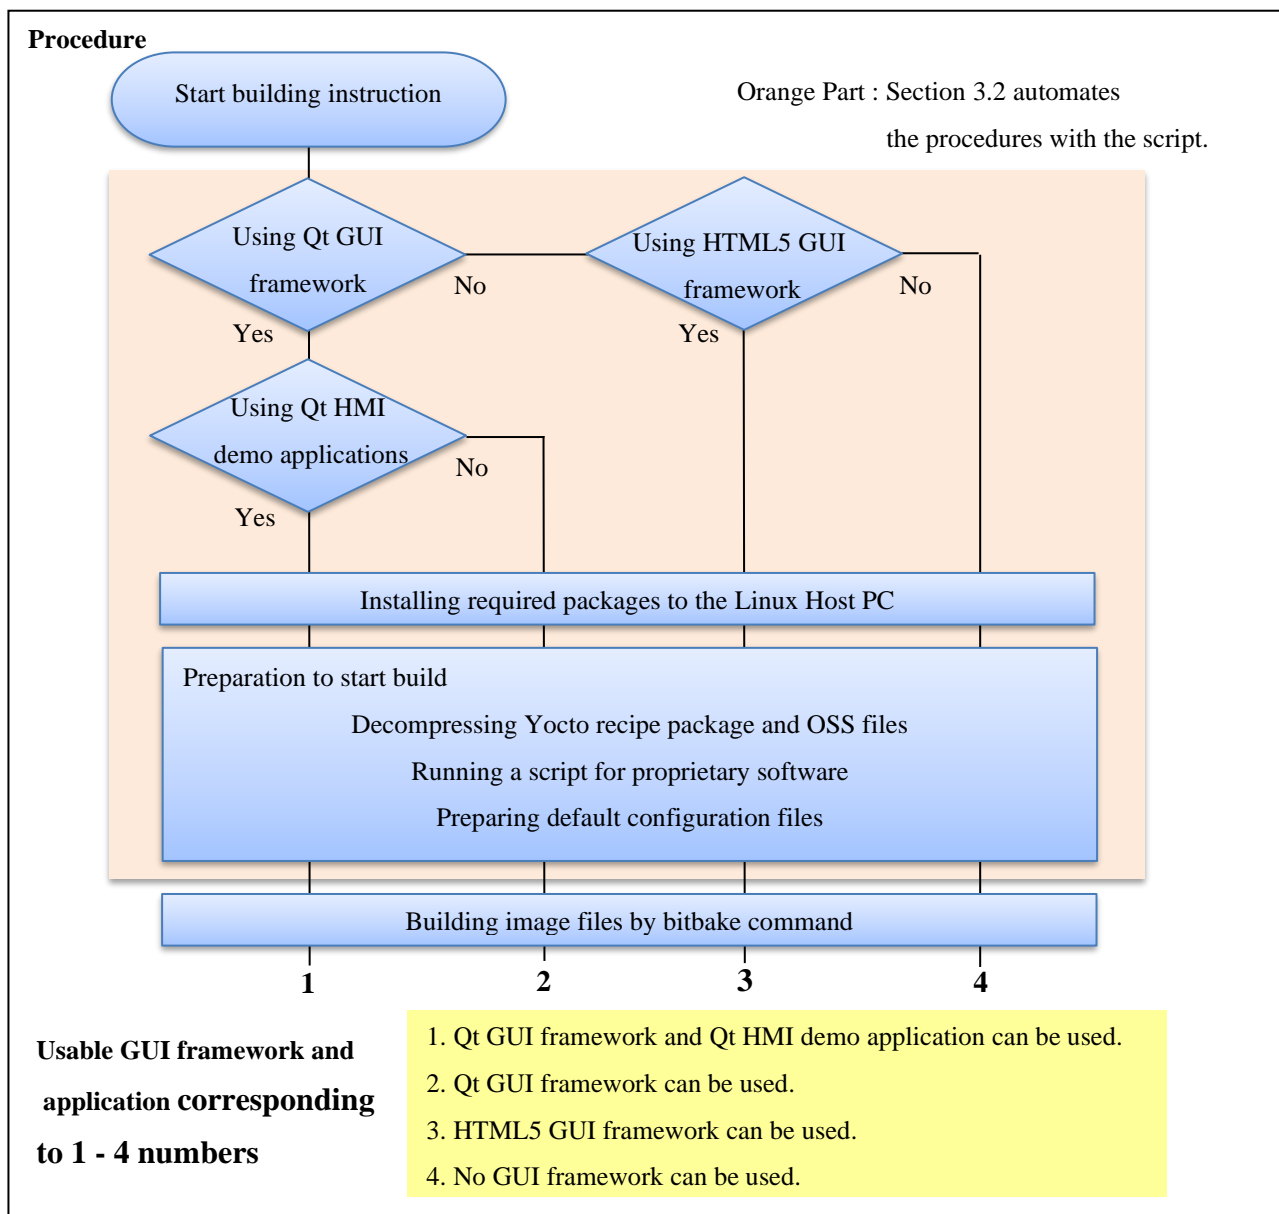 Procedure
Start building instruction
Orange Part : Section 3.2 automates
the procedures with the script.
Using Qt GUI
framework
No
Yes
Using HTML5 GUI
framework
No
Yes
Using Qt HMI
demo applications
No
Yes
Installing required packages to the Linux Host PC
Preparation to start build
Decompressing Yocto recipe package and OSS files
Running a script for proprietary software
Preparing default configuration files
Building image files by bitbake command
1 2 3 4
Usable GUI framework and
application corresponding
to 1 - 4 numbers
1. Qt GUI framework and Qt HMI demo application can be used.
2. Qt GUI framework can be used.
3. HTML5 GUI framework can be used.
4. No GUI framework can be used.